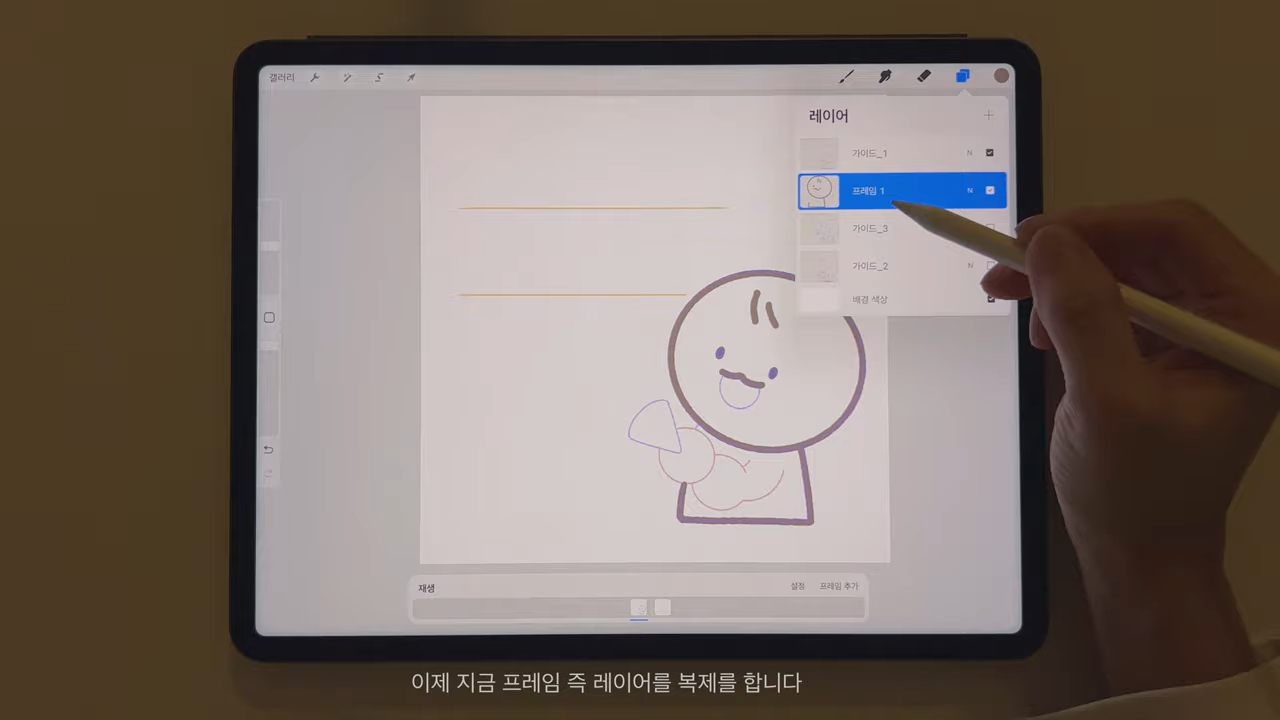 갤러리
레이어
가이드_1
N
프레임 1
N
가이드_3
가이드_2
N
배경 색상
재생
설정
프레임 추가
이제 지금 프레임 즉 레이어를 복제를 합니다